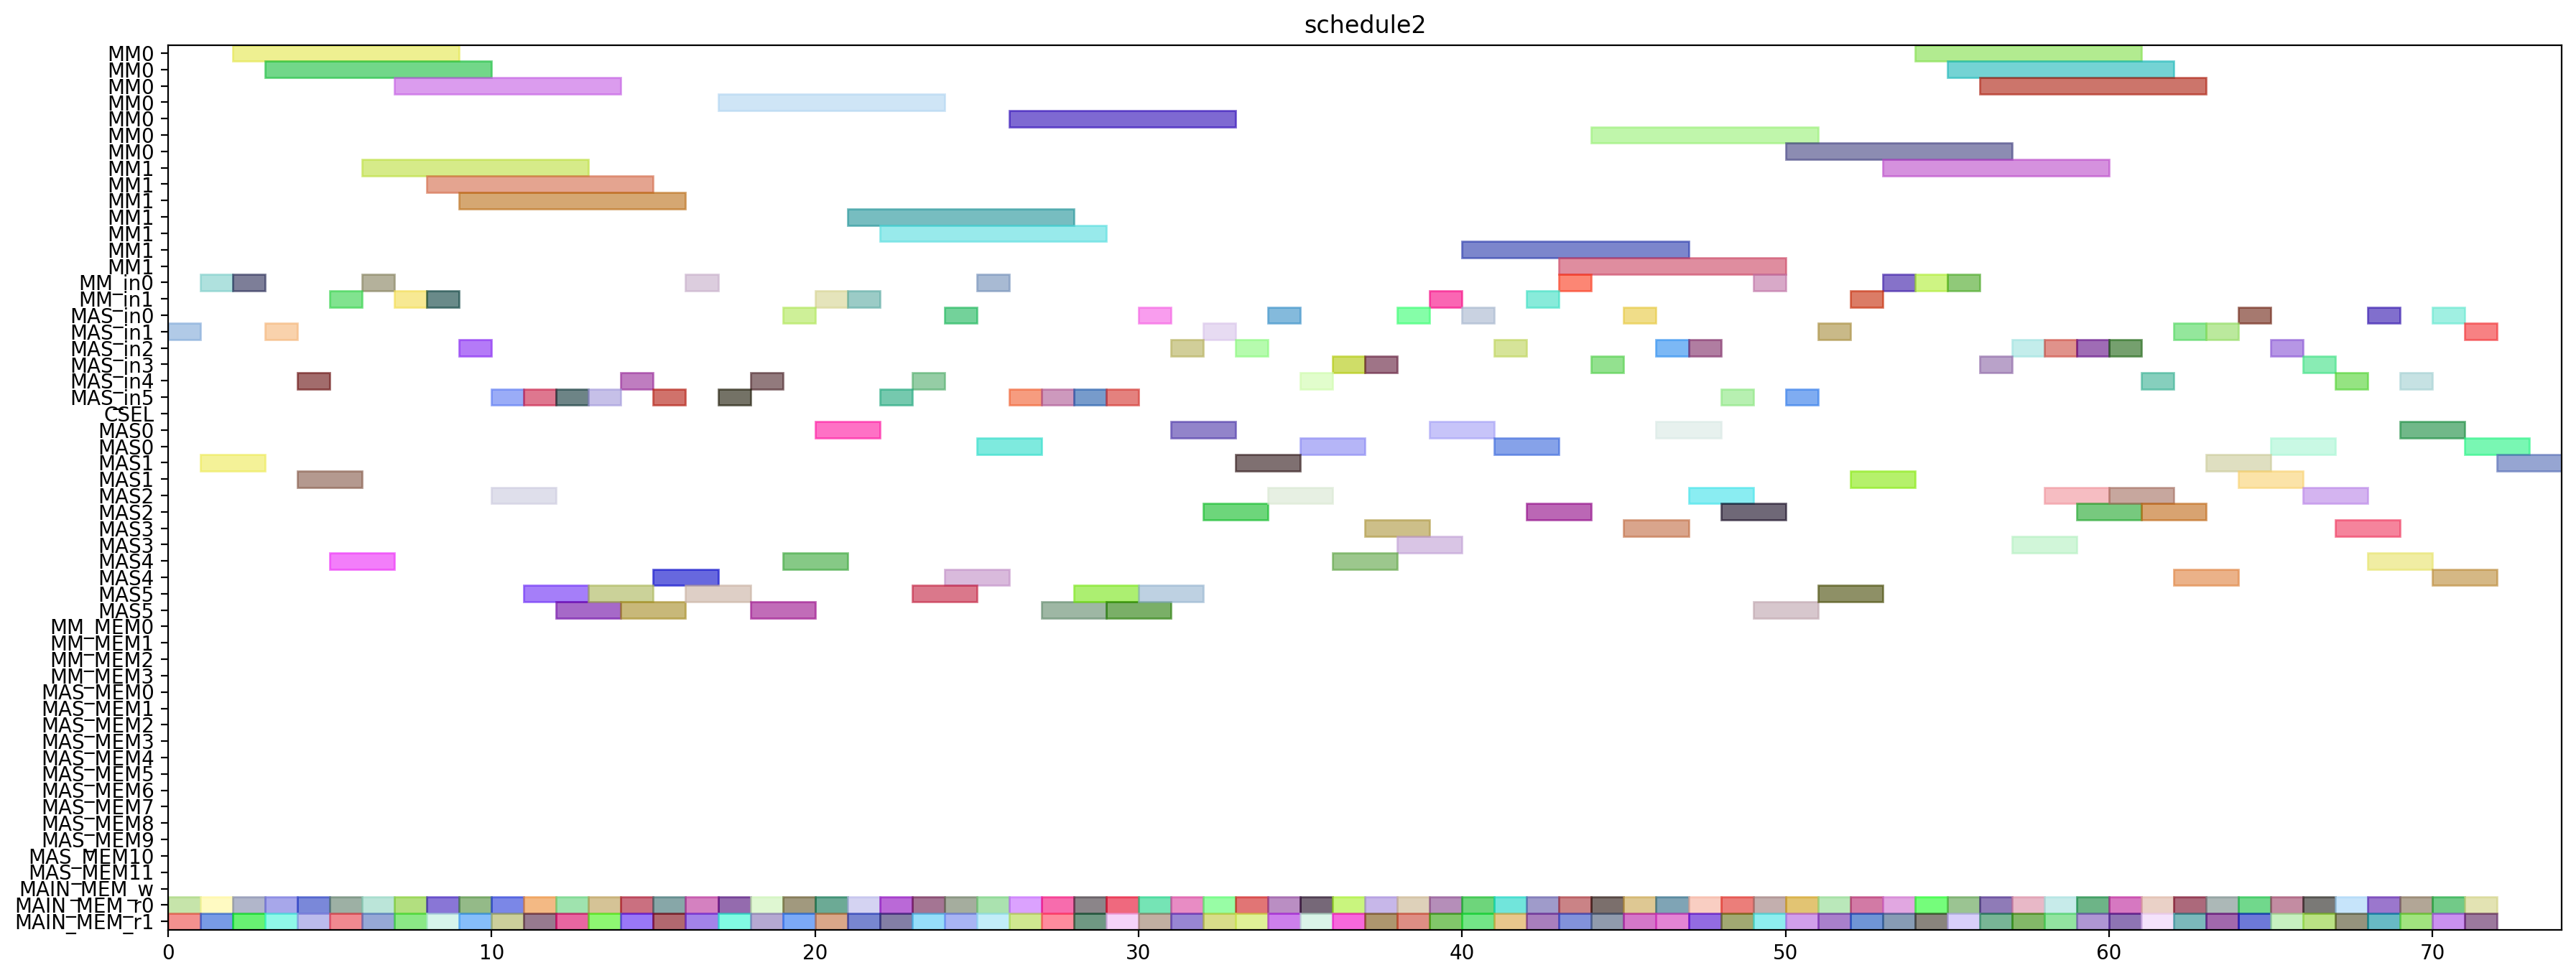 schedule2
MM0
MM0
MM0
MM0
MM0
MM0
MM0
MM1
MM1
MM1
MM1
MM1
MM1
MM1
MM_in0
MM_in1
MAS_in0
MAS_in1
MAS_in2
MAS_in3
MAS_in4
MAS_in5
CSEL
MAS0
MAS0
MAS1
MAS1
MAS2
MAS2
MAS3
MAS3
MAS4
MAS4
MAS5
MAS5
MM_MEM0
MM_MEM1
MM_MEM2
MM_MEM3
MAS_MEM0
MAS_MEM1
MAS_MEM2
MAS_MEM3
MAS_MEM4
MAS_MEM5
MAS_MEM6
MAS_MEM7
MAS_MEM8
MAS_MEM9
MAS_MEM10
MAS_MEM11
MAIN_MEM_w
MAIN_MEM_r0
MAIN_MEM_r1
0 10 20 30 40 50 60 70